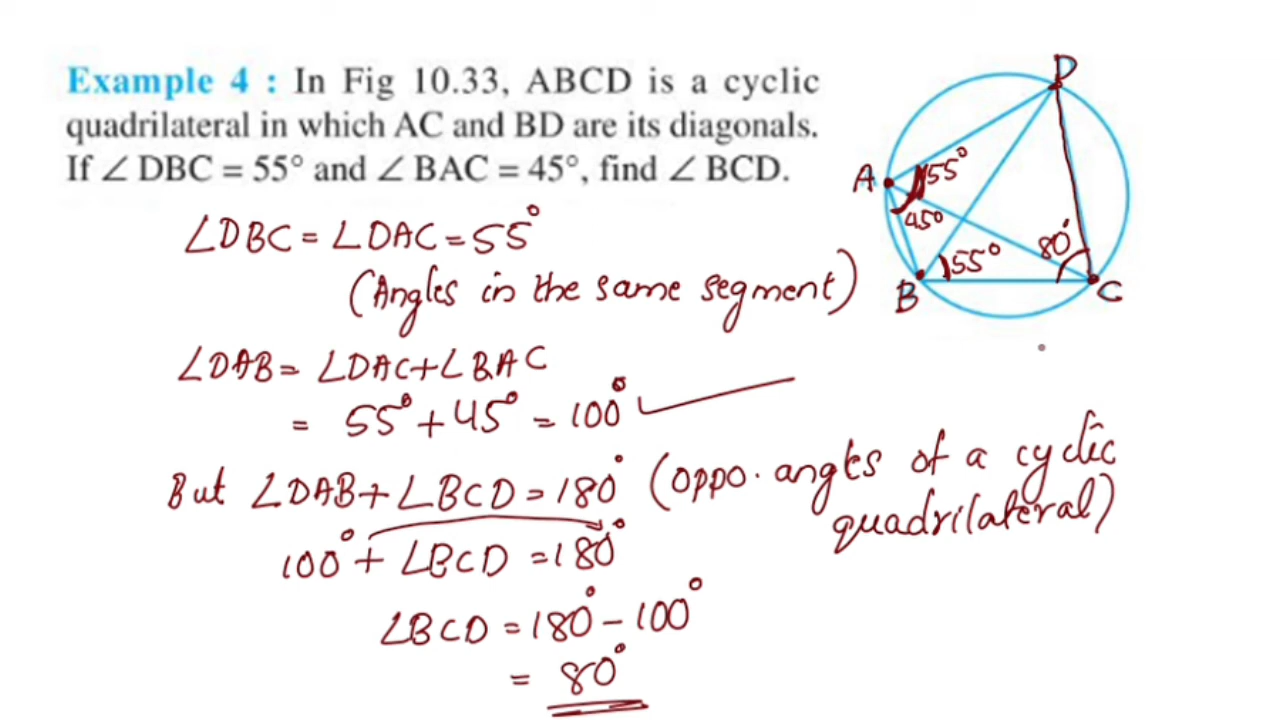 Example 4 : In Fig 10.33, ABCD is a cyclic
quadrilateral in which AC and BD are its diagonals.
If ∠ DBC = 55° and ∠ BAC = 45°, find ∠ BCD.
∠DBC = ∠DAC = 55°
(Angles in the same segment)
∠DAB = ∠DAC + ∠BAC
= 55° + 45° = 100°
But ∠DAB + ∠BCD = 180° (oppo. angles of a cyclic
quadrilateral)
100° + ∠BCD = 180°
∠BCD = 180° - 100°
= 80°
D
A
55°
45°
55°
80°
B
C